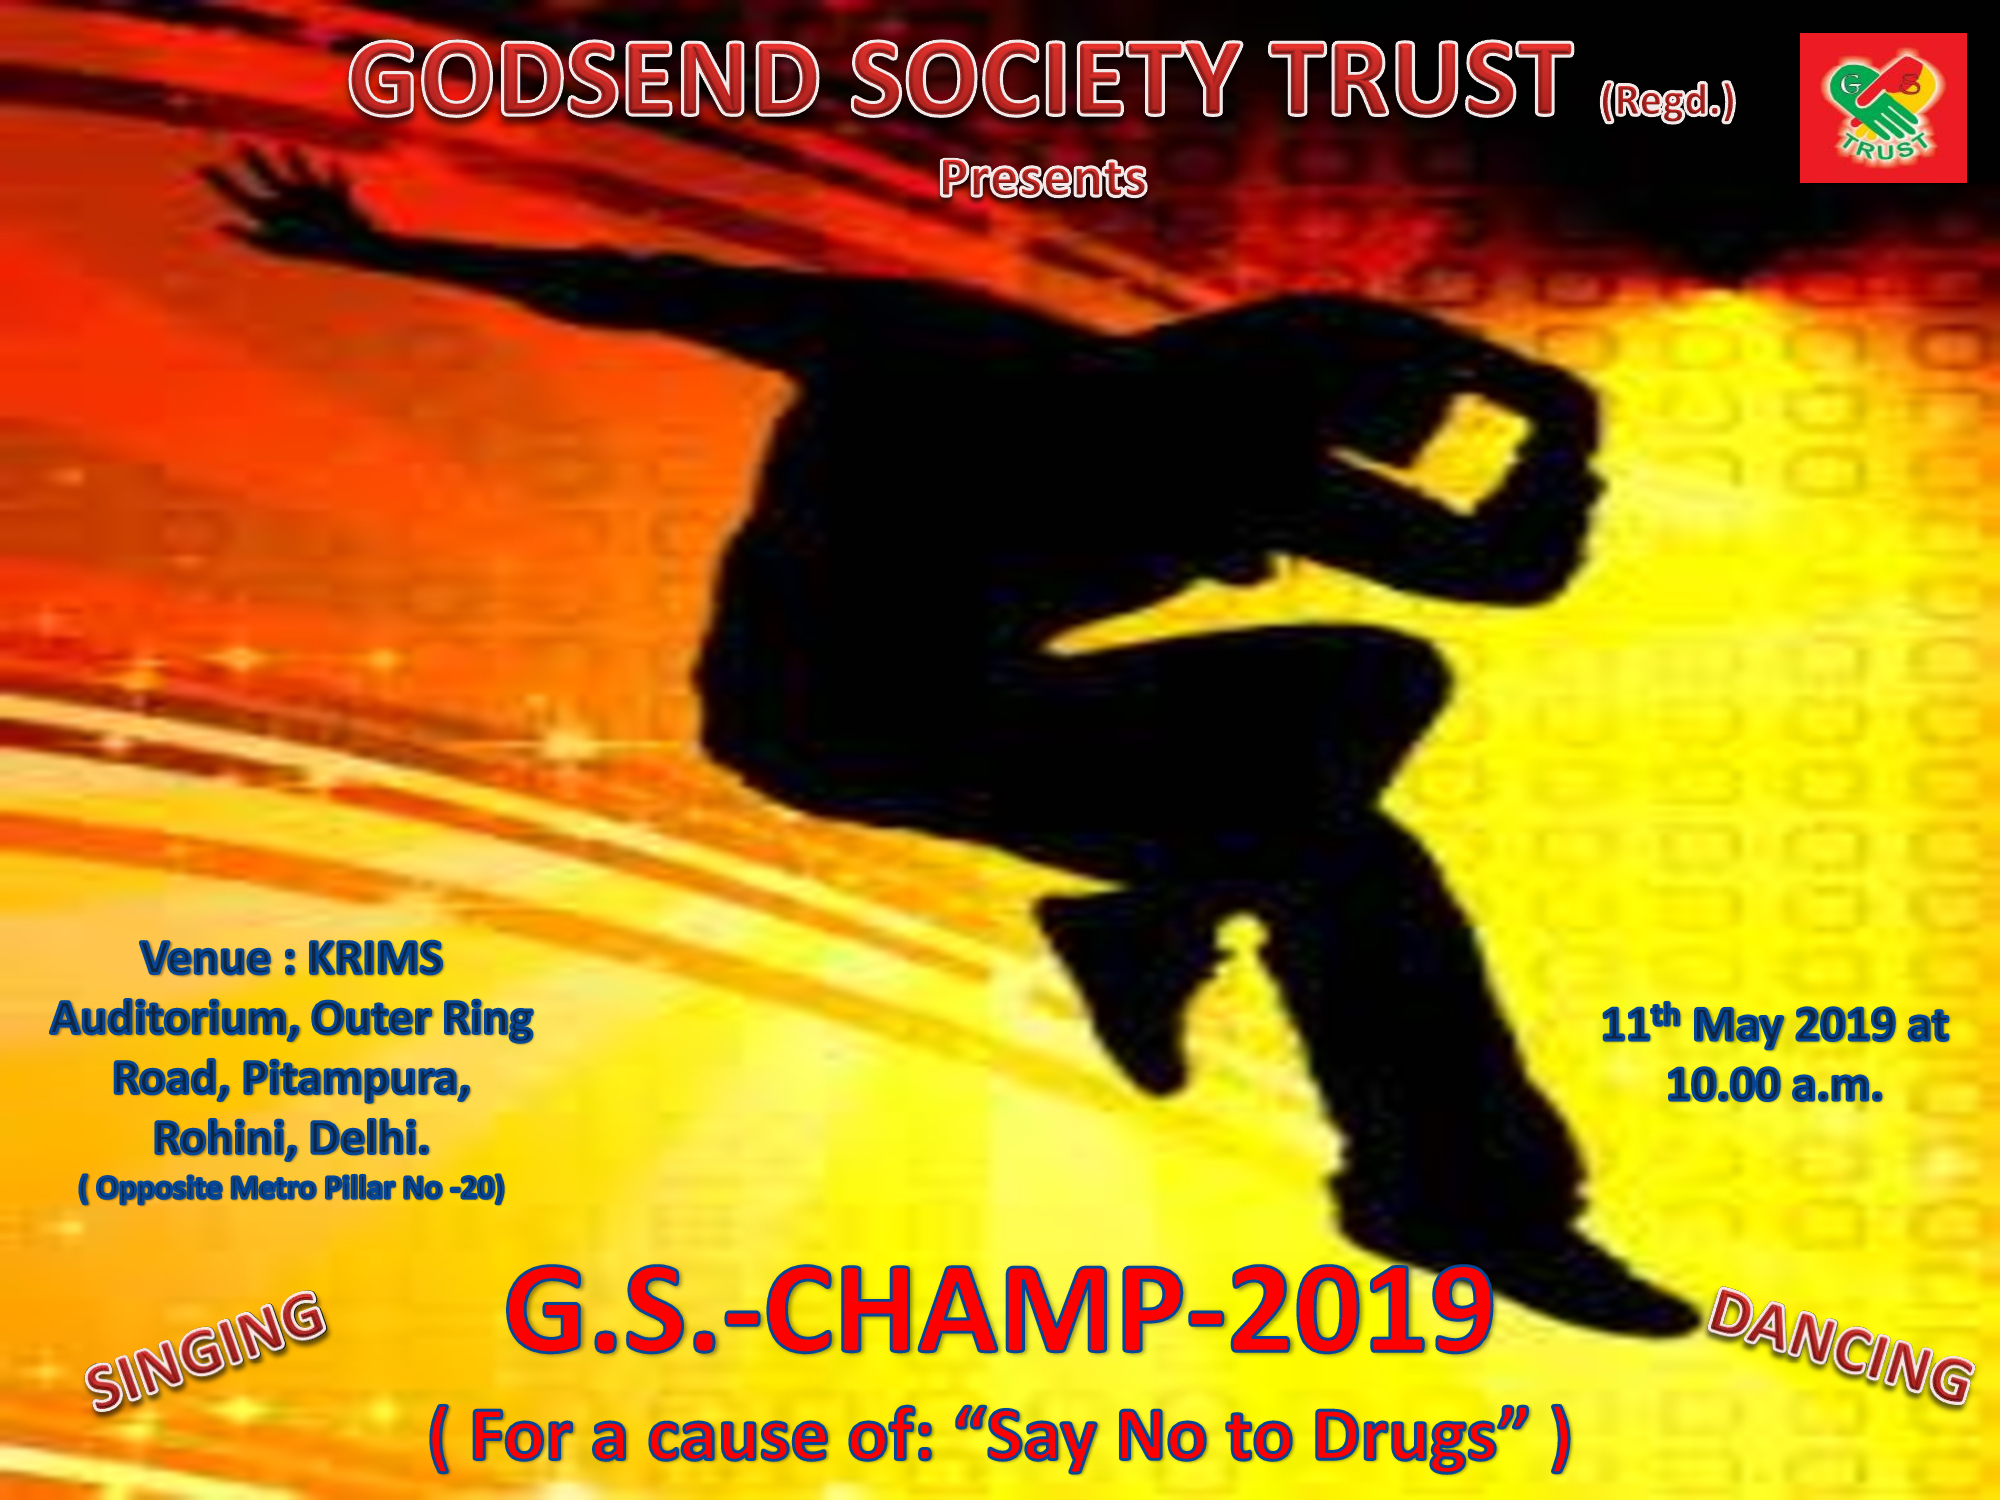 GODSEND SOCIETY TRUST (Regd.)
Presents
G S
TRUST
Venue : KRIMS
Auditorium, Outer Ring
Road, Pitampura,
Rohini, Delhi.
( Opposite Metro Pillar No -20)
11th May 2019 at
10.00 a.m.
SINGING
G.S.-CHAMP-2019
DANCING
( For a cause of: “Say No to Drugs” )